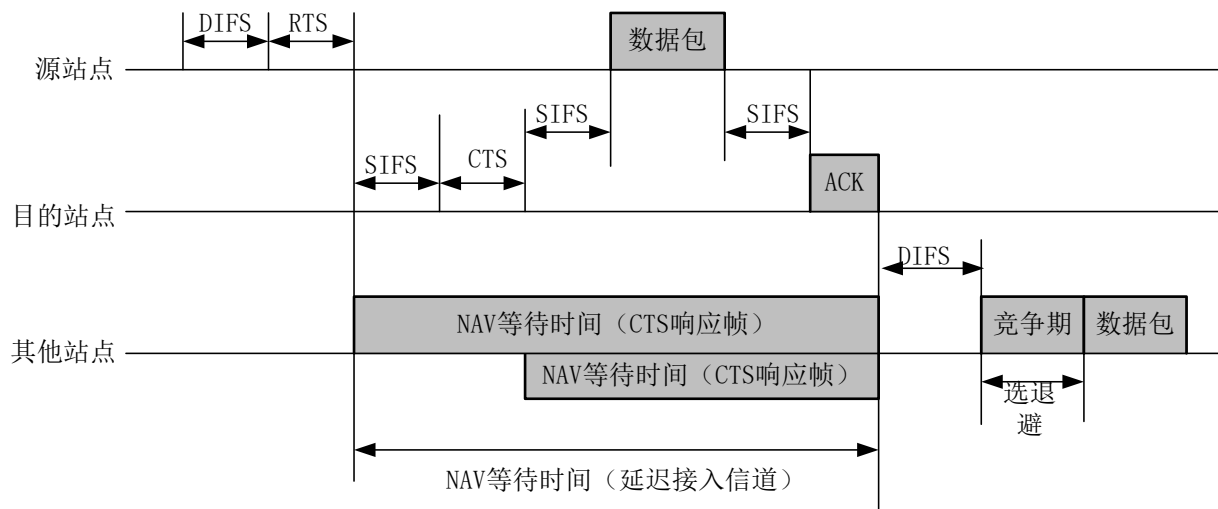 DIFS
RTS
数据包
源站点
SIFS
SIFS
SIFS
CTS
ACK
目的站点
DIFS
NAV等待时间（CTS响应帧）
竞争期
数据包
其他站点
NAV等待时间（CTS响应帧）
选退
避
NAV等待时间（延迟接入信道）